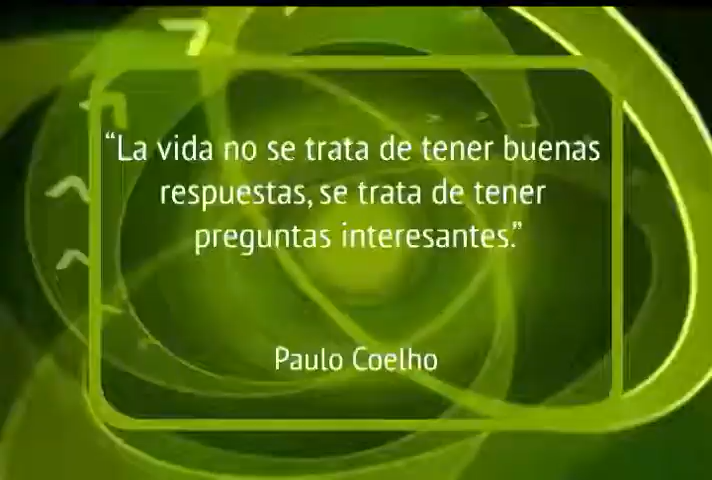 “La vida no se trata de tener buenas
respuestas, se trata de tener
preguntas interesantes.”
Paulo Coelho